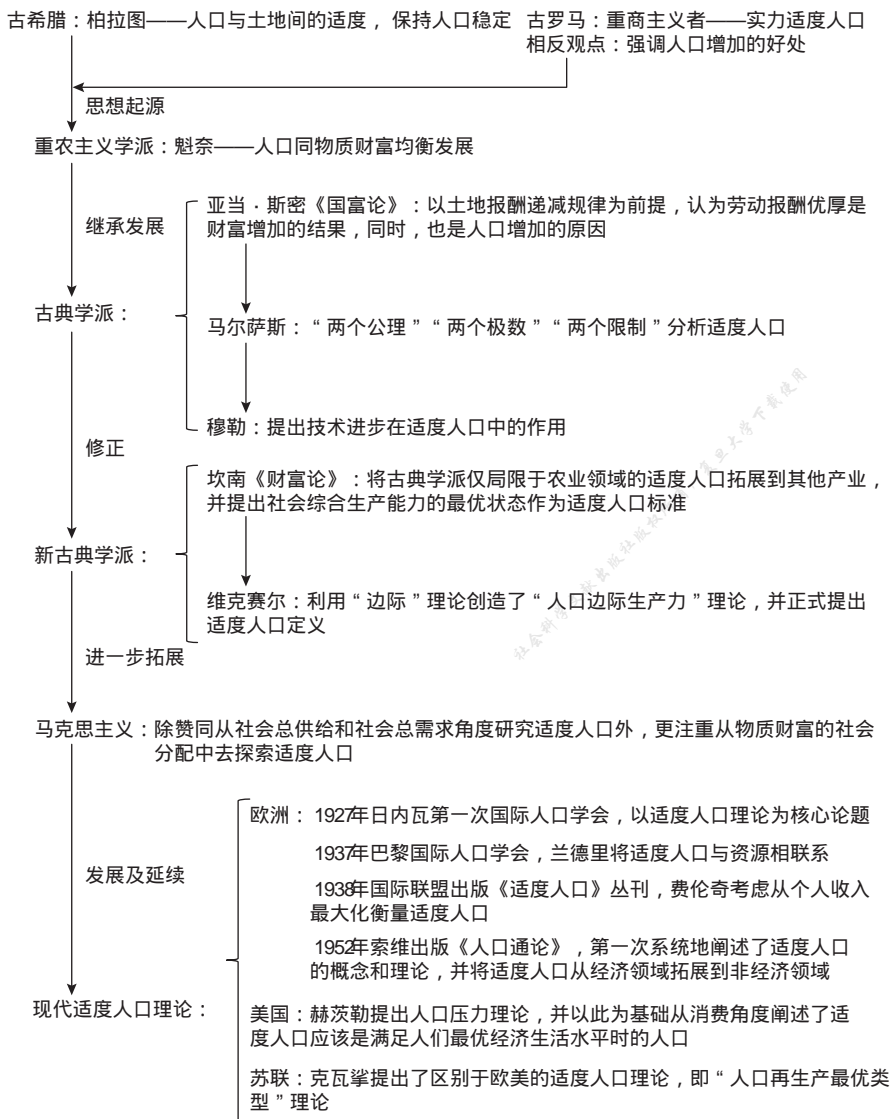 古希腊：柏拉图——人口与土地间的适度，保持人口稳定
古罗马：重商主义者——实力适度人口
相反观点：强调人口增加的好处
思想起源
重农主义学派：魁奈——人口同物质财富均衡发展
继承发展
亚当·斯密《国富论》：以土地报酬递减规律为前提，认为劳动报酬优厚是
财富增加的结果，同时，也是人口增加的原因
古典学派：
马尔萨斯：“两个公理”“两个极数”“两个限制”分析适度人口
穆勒：提出技术进步在适度人口中的作用
修正
坎南《财富论》：将古典学派仅局限于农业领域的适度人口拓展到其他产业，
并提出社会综合生产能力的最优状态作为适度人口标准
新古典学派：
维克赛尔：利用“边际”理论创造了“人口边际生产力”理论，并正式提出
适度人口定义
进一步拓展
马克思主义：除赞同从社会总供给和社会总需求角度研究适度人口外，更注重从物质财富的社会
分配中去探索适度人口
发展及延续
欧洲：1927年日内瓦第一次国际人口学会，以适度人口理论为核心论题
1937年巴黎国际人口学会，兰德里将适度人口与资源相联系
1938年国际联盟出版《适度人口》丛刊，费伦奇考虑从个人收入
最大化衡量适度人口
1952年索维出版《人口通论》，第一次系统地阐述了适度人口
的概念和理论，并将适度人口从经济领域拓展到非经济领域
现代适度人口理论：
美国：赫茨勒提出人口压力理论，并以此为基础从消费角度阐述了适
度人口应该是满足人们最优经济生活水平时的人口
苏联：克瓦挲提出了区别于欧美的适度人口理论，即“人口再生产最优类
型”理论